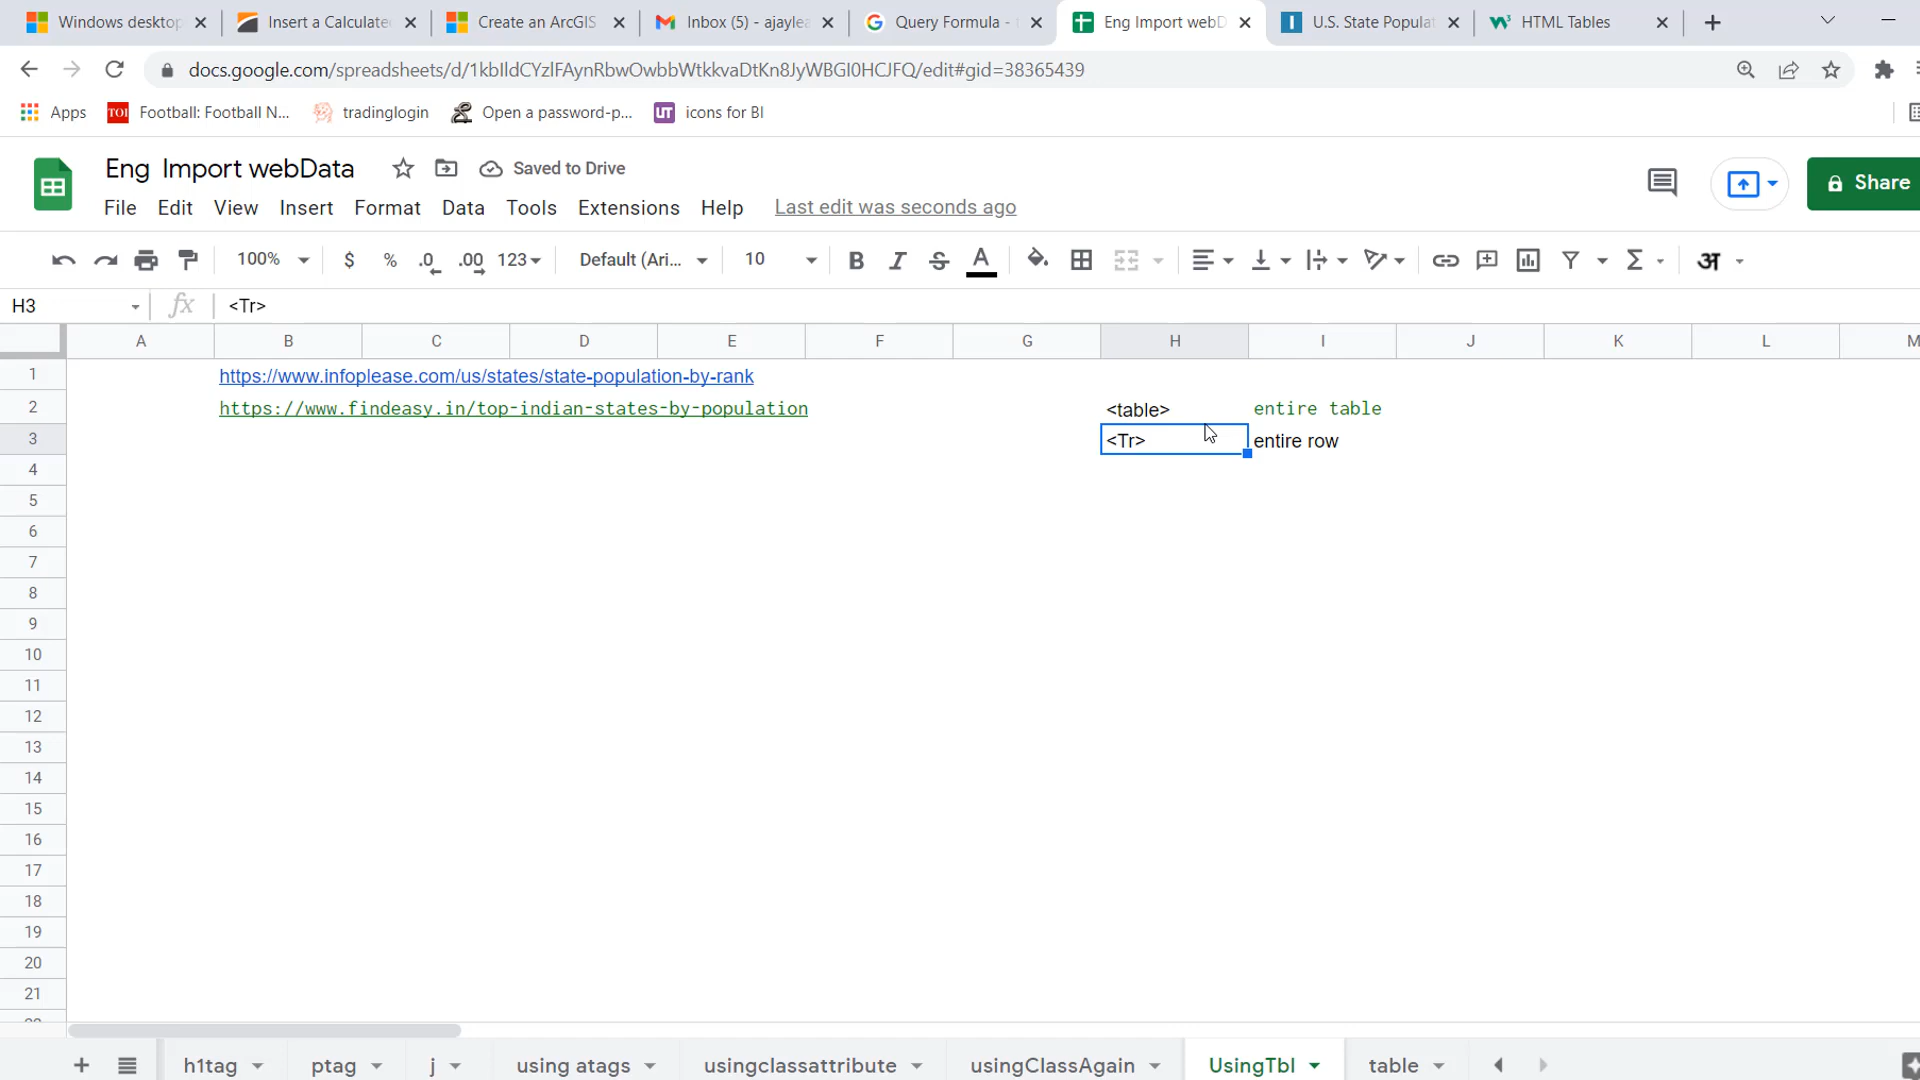 Windows desktop
Insert a Calculate
Create an ArcGIS
Inbox (5) - ajaylea
Query Formula -
Eng Import webD
U.S. State Populat
HTML Tables
docs.google.com/spreadsheets/d/1kbIldCYzlFAynRbwOwbbWtkkvaDtKn8JyWBGI0HCJFQ/edit#gid=38365439
Apps
TOI Football: Football N...
tradinglogin
Open a password-p...
UT icons for BI
Eng Import webData
Saved to Drive
Share
File Edit View Insert Format Data Tools Extensions Help Last edit was seconds ago
100% $ % .0 .00 123 Default (Ari... 10 B I S A Σ अ
H3 fx <Tr>
A B C D E F G H I J K L M
1 https://www.infoplease.com/us/states/state-population-by-rank
2 https://www.findeasy.in/top-indian-states-by-population <table> entire table
3 <Tr> entire row
4
5
6
7
8
9
10
11
12
13
14
15
16
17
18
19
20
21
h1tag ptag j using atags usingclassattribute usingClassAgain UsingTbl table